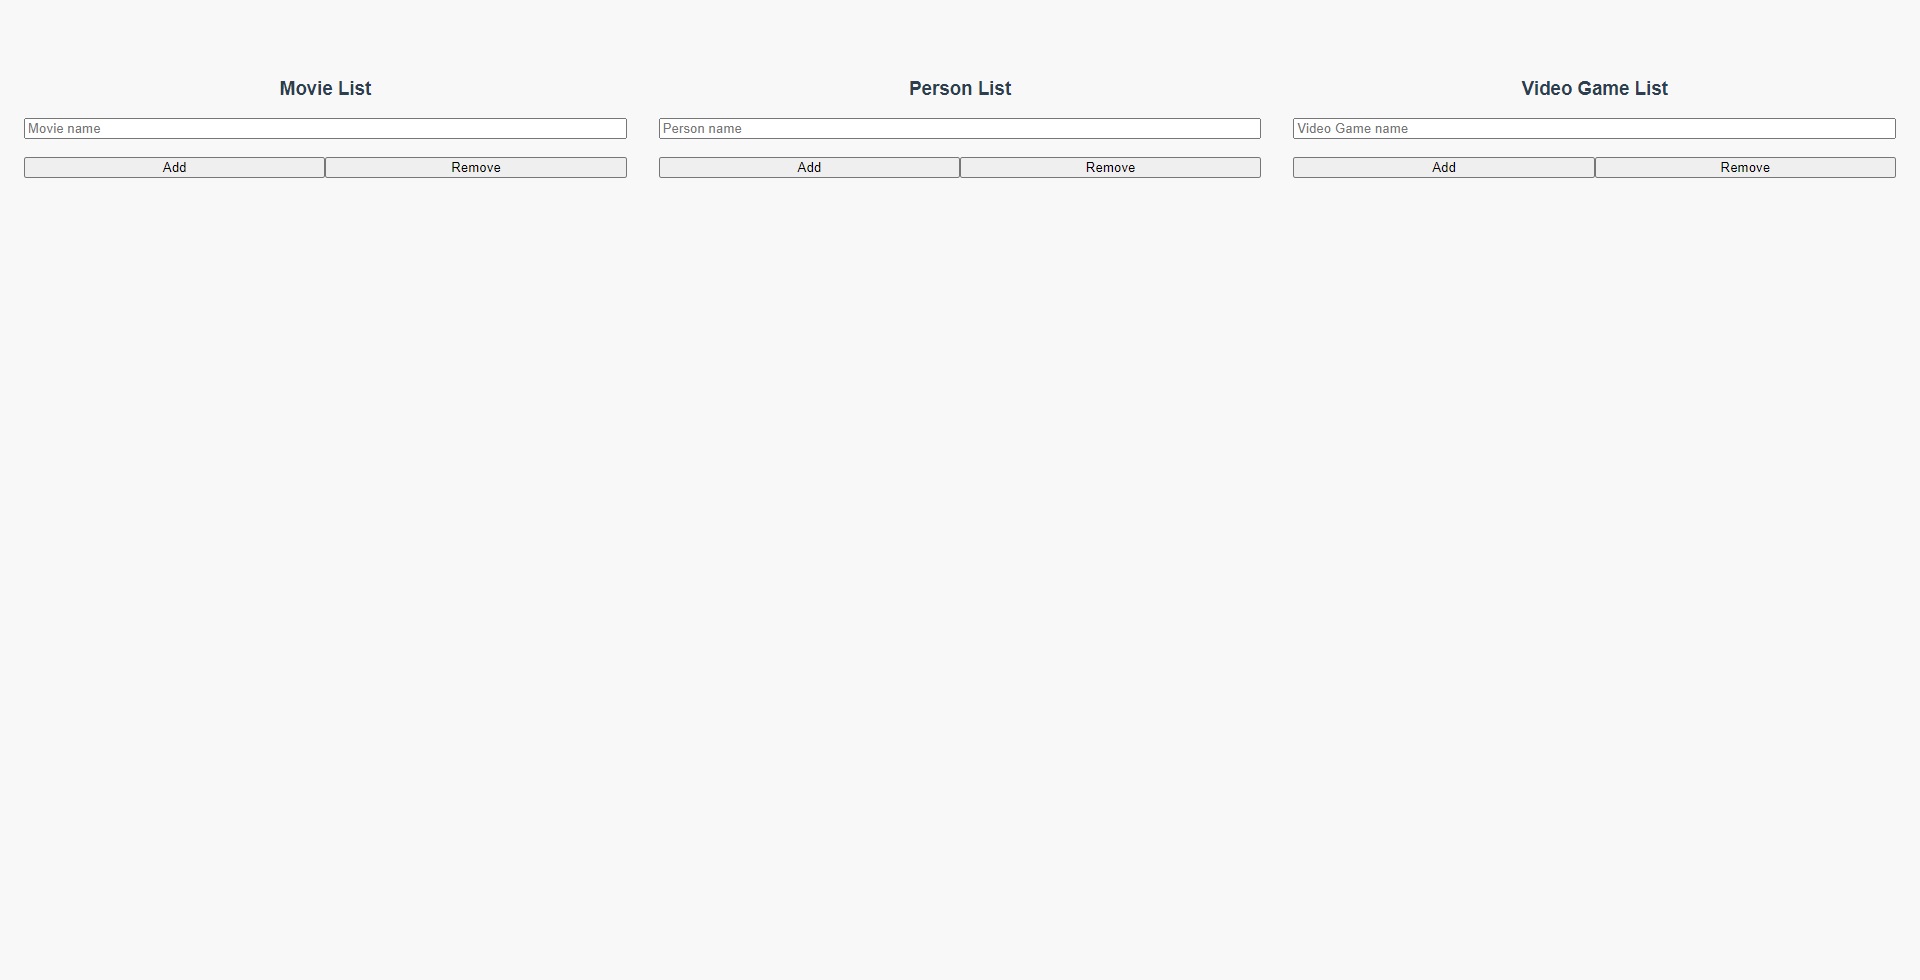 Movie List
Movie name
Add Remove
Person List
Person name
Add Remove
Video Game List
Video Game name
Add Remove